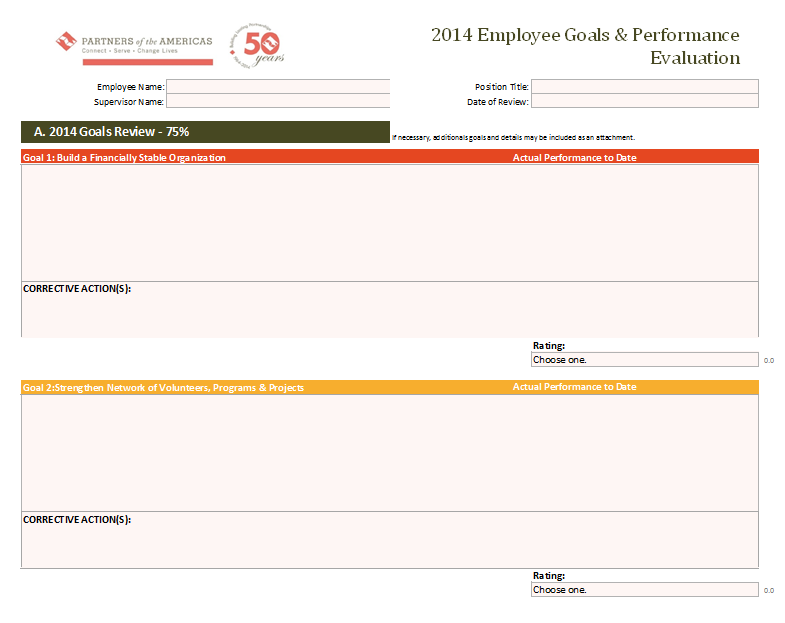 PARTNERS of the AMERICAS
Connect • Serve • Change Lives
50 years
2014 Employee Goals & Performance
Evaluation
Employee Name:
Position Title:
Supervisor Name:
Date of Review:
A. 2014 Goals Review - 75%
If necessary, additionals goals and details may be included as an attachment.
Goal 1: Build a Financially Stable Organization
Actual Performance to Date
CORRECTIVE ACTION(S):
Rating:
Choose one.
0.0
Goal 2:Strengthen Network of Volunteers, Programs & Projects
Actual Performance to Date
CORRECTIVE ACTION(S):
Rating:
Choose one.
0.0